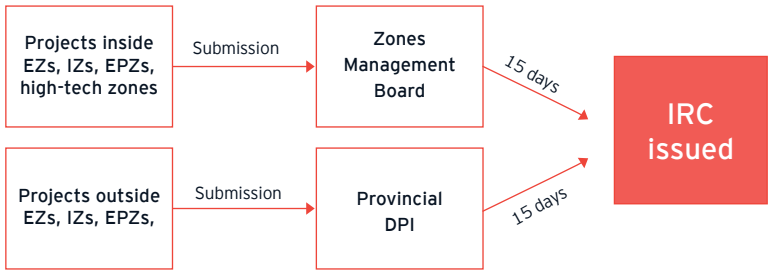 Projects inside
EZs, IZs, EPZs,
high-tech zones
Submission
Zones
Management
Board
15 days
IRC
issued
Projects outside
EZs, IZs, EPZs,
Submission
Provincial
DPI
15 days